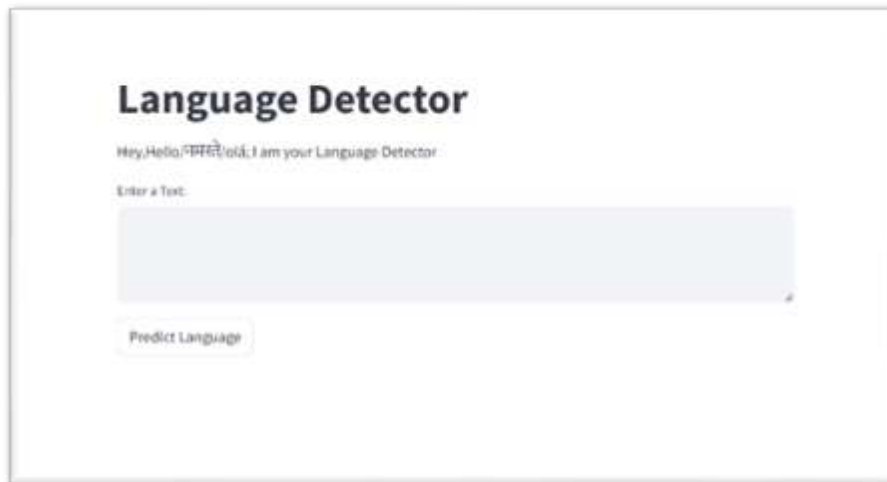 Language Detector
Hey,Hello/नमस्ते/olá, I am your Language Detector
Enter a Text:
Predict Language